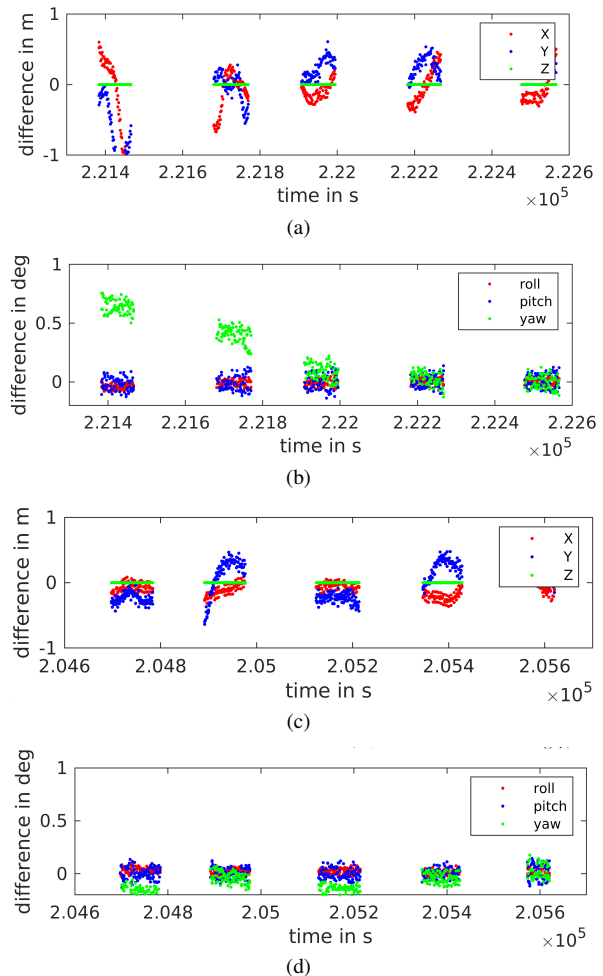 difference in m
0
-1
X
Y
Z
2.214 2.216 2.218 2.22 2.222 2.224 2.226
time in s
×10^5
(a)
difference in deg
1
0.5
0
roll
pitch
yaw
2.214 2.216 2.218 2.22 2.222 2.224 2.226
time in s
×10^5
(b)
difference in m
1
0
-1
X
Y
Z
2.046 2.048 2.05 2.052 2.054 2.056
time in s
×10^5
(c)
difference in deg
1
0.5
0
roll
pitch
yaw
2.046 2.048 2.05 2.052 2.054 2.056
time in s
×10^5
(d)